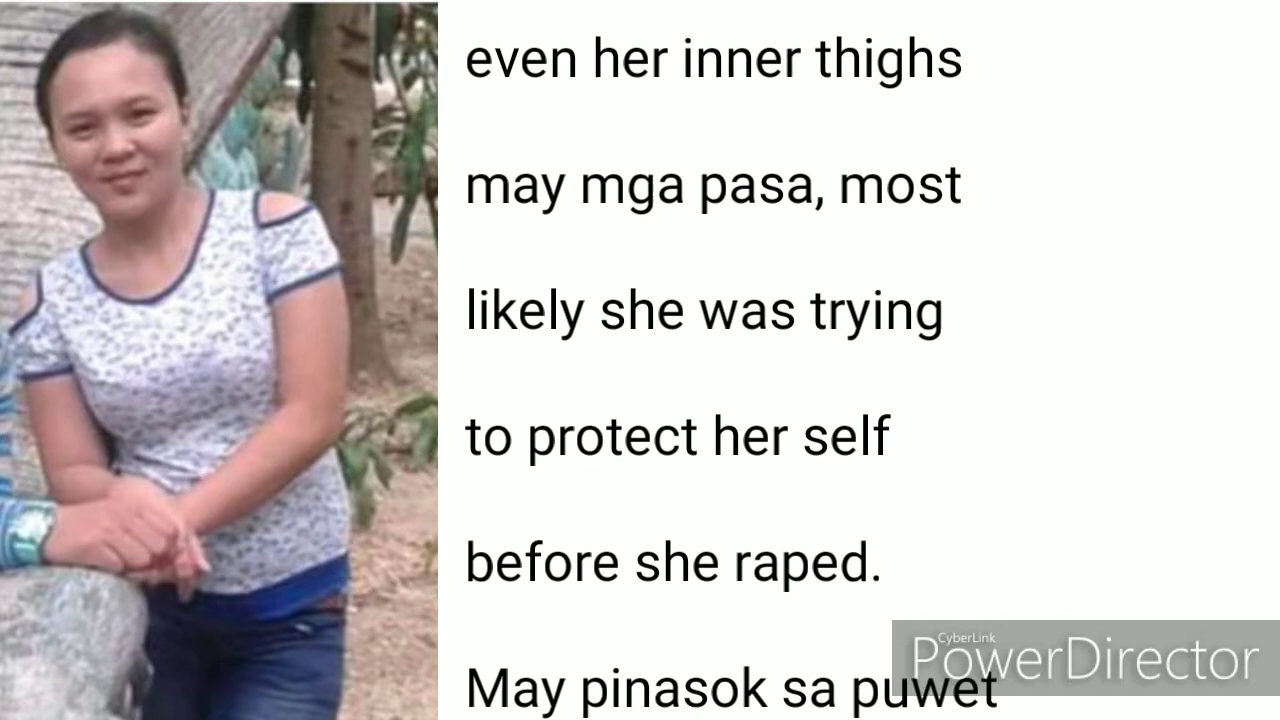 even her inner thighs
may mga pasa, most
likely she was trying
to protect her self
before she raped.
May pinasok sa puwet
CyberLink
PowerDirector